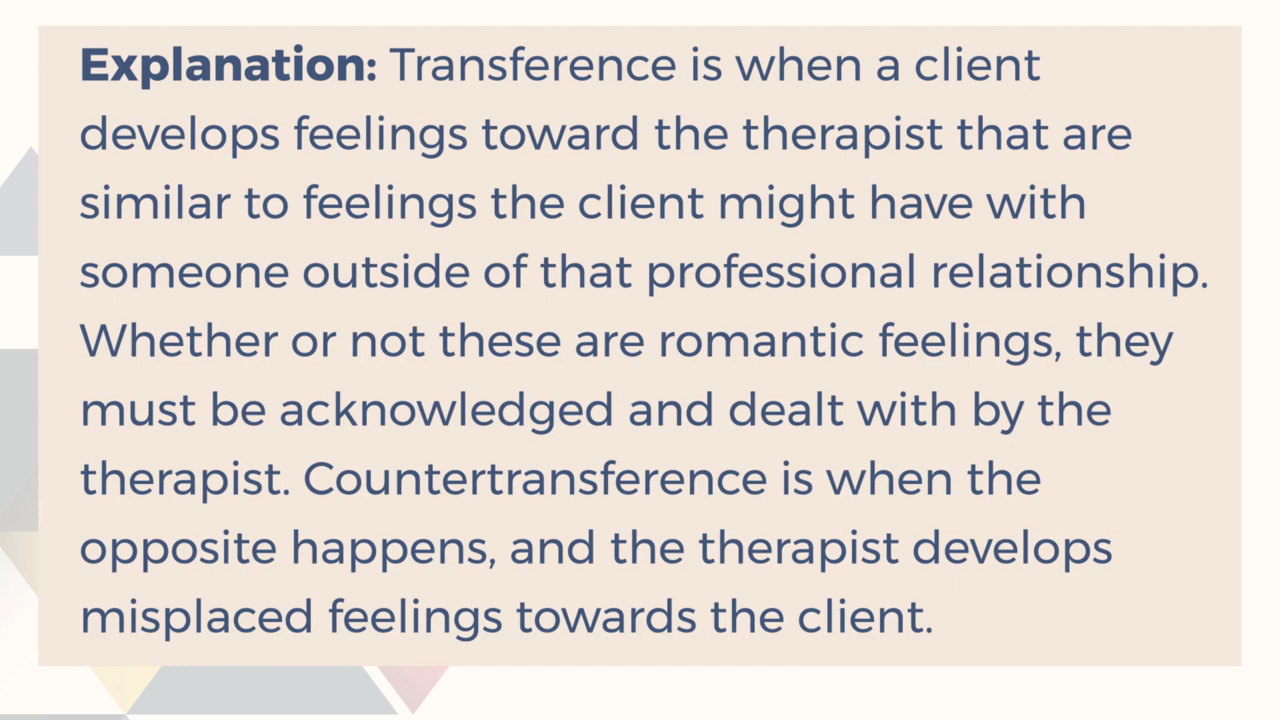 Explanation: Transference is when a client
develops feelings toward the therapist that are
similar to feelings the client might have with
someone outside of that professional relationship.
Whether or not these are romantic feelings, they
must be acknowledged and dealt with by the
therapist. Countertransference is when the
opposite happens, and the therapist develops
misplaced feelings towards the client.